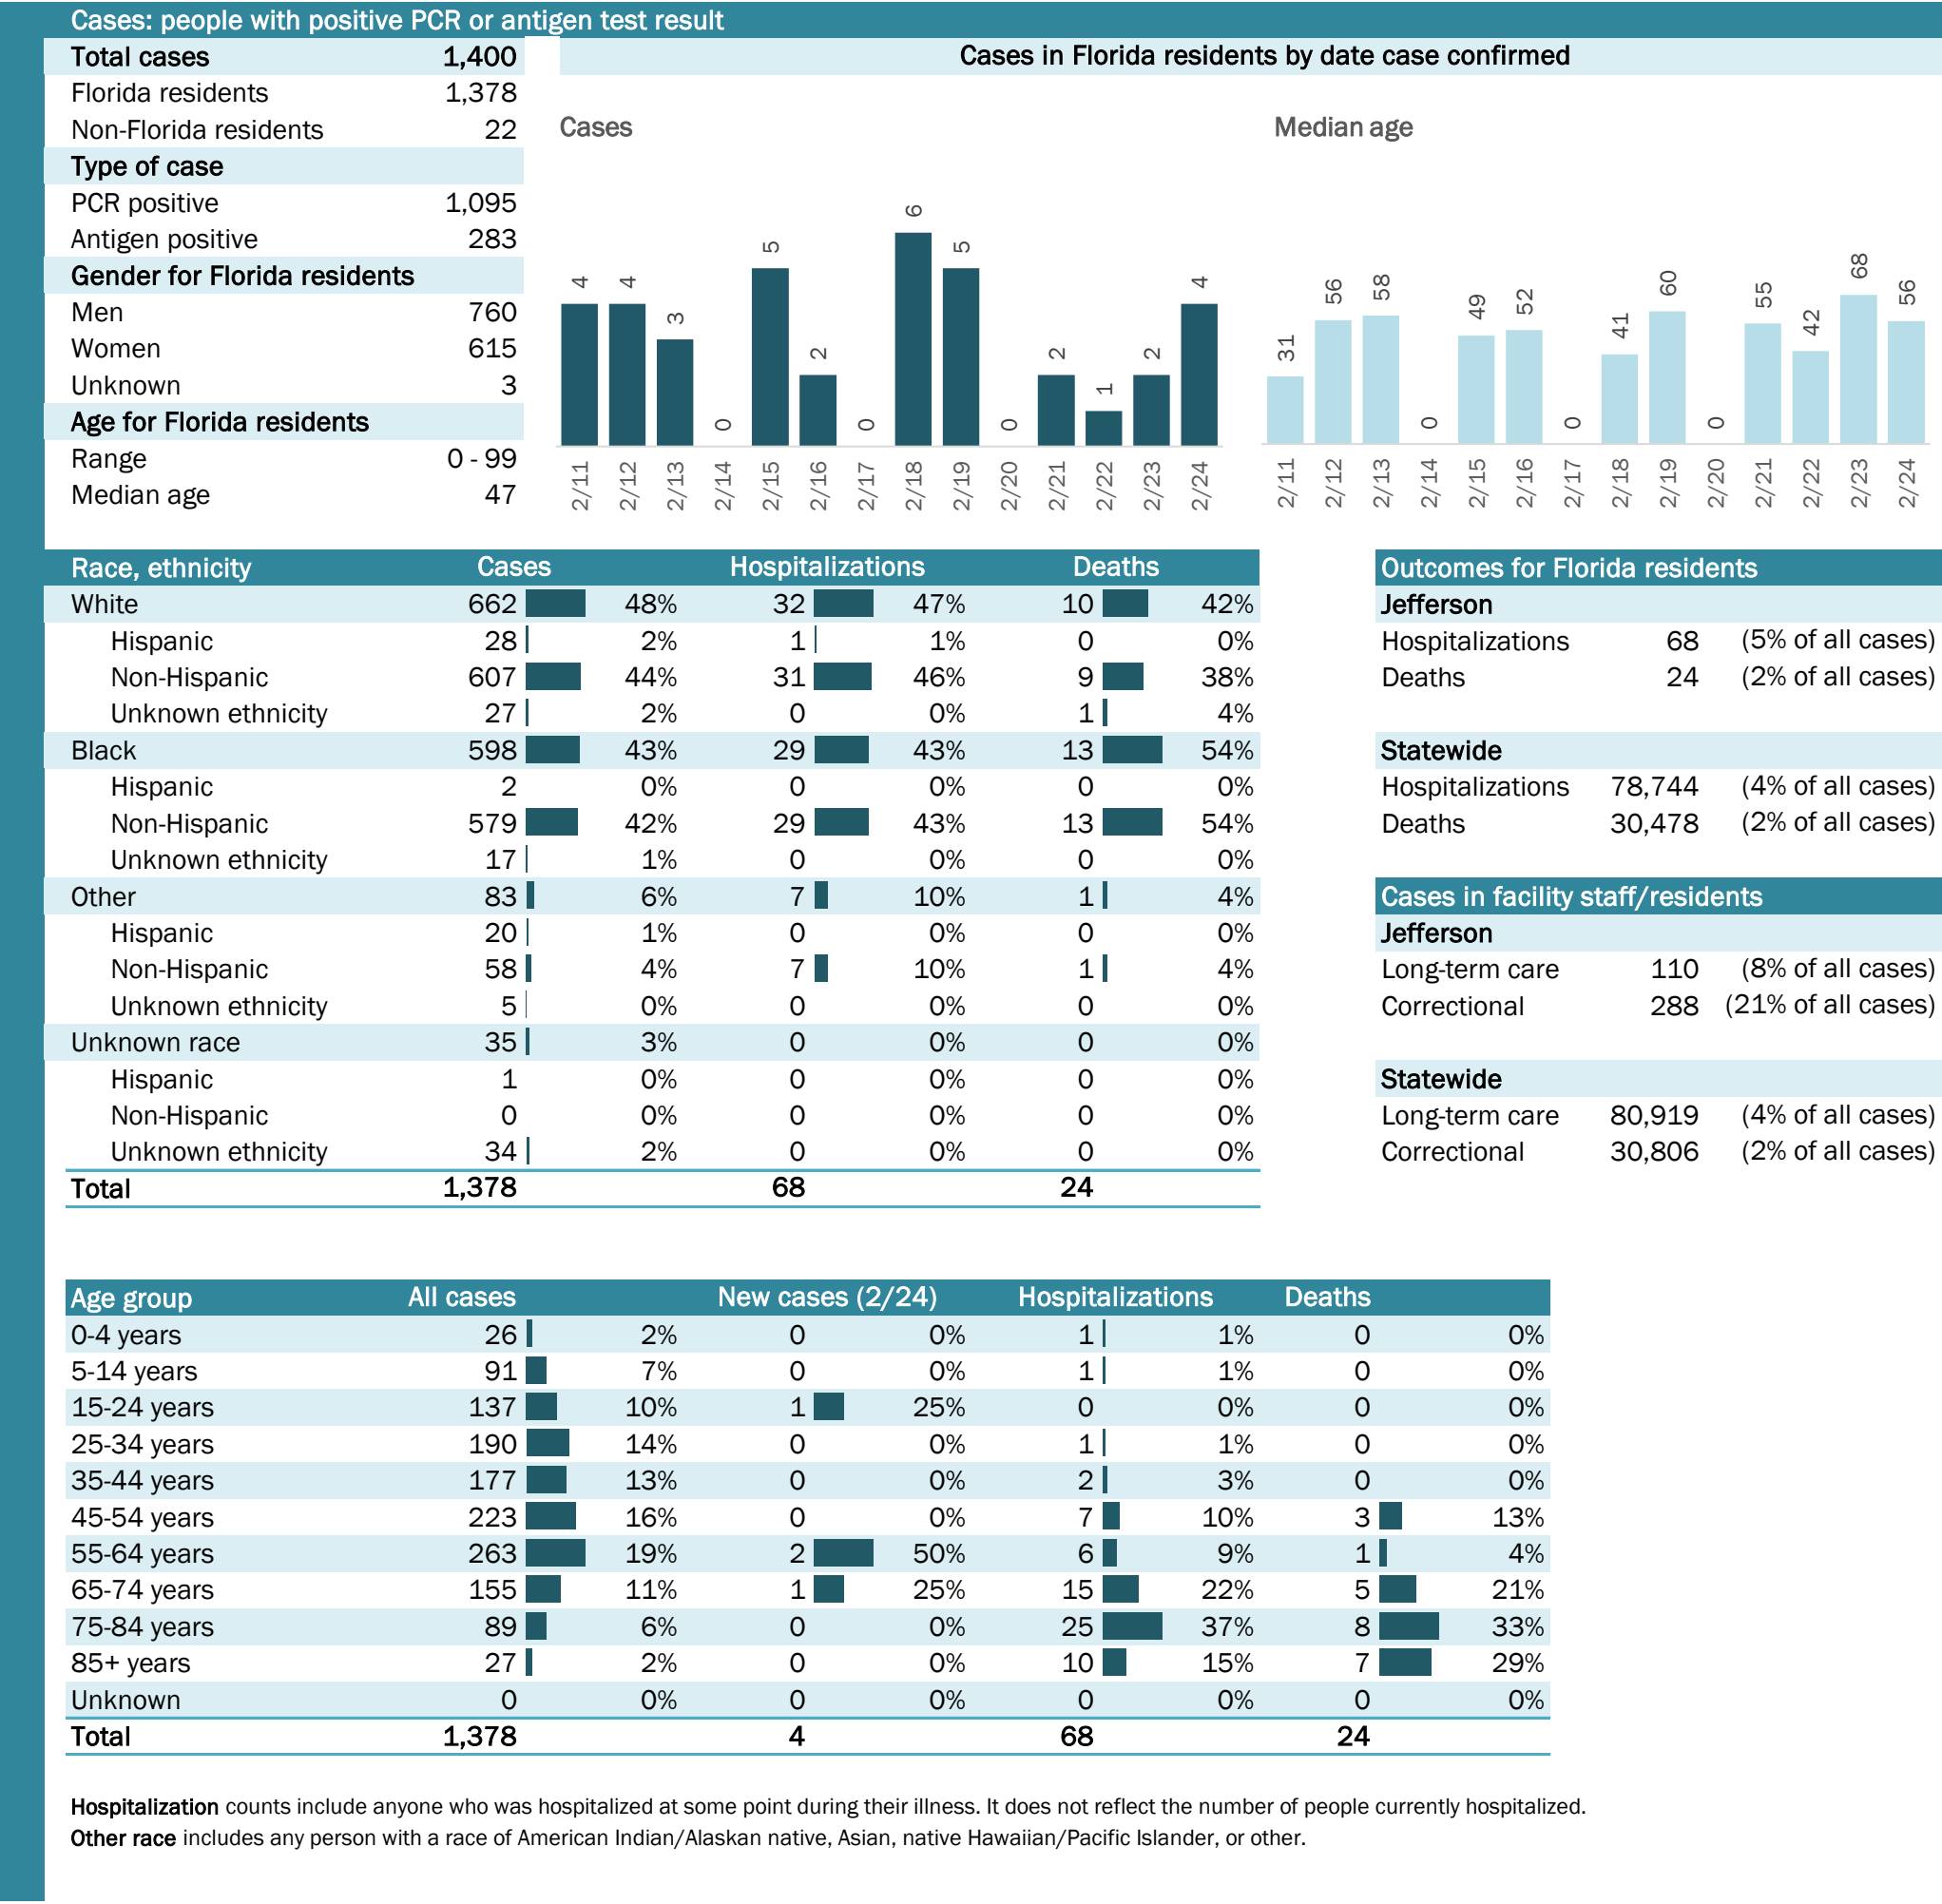 Cases: people with positive PCR or antigen test result
Total cases 1,400
Florida residents 1,378
Non-Florida residents 22
Type of case
PCR positive 1,095
Antigen positive 283
Gender for Florida residents
Men 760
Women 615
Unknown 3
Age for Florida residents
Range 0 - 99
Median age 47
Cases in Florida residents by date case confirmed
Cases
4 4 3 0 5 2 0 6 5 0 2 1 2 4
2/11 2/12 2/13 2/14 2/15 2/16 2/17 2/18 2/19 2/20 2/21 2/22 2/23 2/24
Median age
31 56 58 0 49 52 0 41 60 0 55 42 68 56
2/11 2/12 2/13 2/14 2/15 2/16 2/17 2/18 2/19 2/20 2/21 2/22 2/23 2/24
Race, ethnicity Cases Hospitalizations Deaths
White 662 48% 32 47% 10 42%
Hispanic 28 2% 1 1% 0 0%
Non-Hispanic 607 44% 31 46% 9 38%
Unknown ethnicity 27 2% 0 0% 1 4%
Black 598 43% 29 43% 13 54%
Hispanic 2 0% 0 0% 0 0%
Non-Hispanic 579 42% 29 43% 13 54%
Unknown ethnicity 17 1% 0 0% 0 0%
Other 83 6% 7 10% 1 4%
Hispanic 20 1% 0 0% 0 0%
Non-Hispanic 58 4% 7 10% 1 4%
Unknown ethnicity 5 0% 0 0% 0 0%
Unknown race 35 3% 0 0% 0 0%
Hispanic 1 0% 0 0% 0 0%
Non-Hispanic 0 0% 0 0% 0 0%
Unknown ethnicity 34 2% 0 0% 0 0%
Total 1,378 68 24
Outcomes for Florida residents
Jefferson
Hospitalizations 68 (5% of all cases)
Deaths 24 (2% of all cases)
Statewide
Hospitalizations 78,744 (4% of all cases)
Deaths 30,478 (2% of all cases)
Cases in facility staff/residents
Jefferson
Long-term care 110 (8% of all cases)
Correctional 288 (21% of all cases)
Statewide
Long-term care 80,919 (4% of all cases)
Correctional 30,806 (2% of all cases)
Age group All cases New cases (2/24) Hospitalizations Deaths
0-4 years 26 2% 0 0% 1 1% 0 0%
5-14 years 91 7% 0 0% 1 1% 0 0%
15-24 years 137 10% 1 25% 0 0% 0 0%
25-34 years 190 14% 0 0% 1 1% 0 0%
35-44 years 177 13% 0 0% 2 3% 0 0%
45-54 years 223 16% 0 0% 7 10% 3 13%
55-64 years 263 19% 2 50% 6 9% 1 4%
65-74 years 155 11% 1 25% 15 22% 5 21%
75-84 years 89 6% 0 0% 25 37% 8 33%
85+ years 27 2% 0 0% 10 15% 7 29%
Unknown 0 0% 0 0% 0 0% 0 0%
Total 1,378 4 68 24
Hospitalization counts include anyone who was hospitalized at some point during their illness. It does not reflect the number of people currently hospitalized.
Other race includes any person with a race of American Indian/Alaskan native, Asian, native Hawaiian/Pacific Islander, or other.